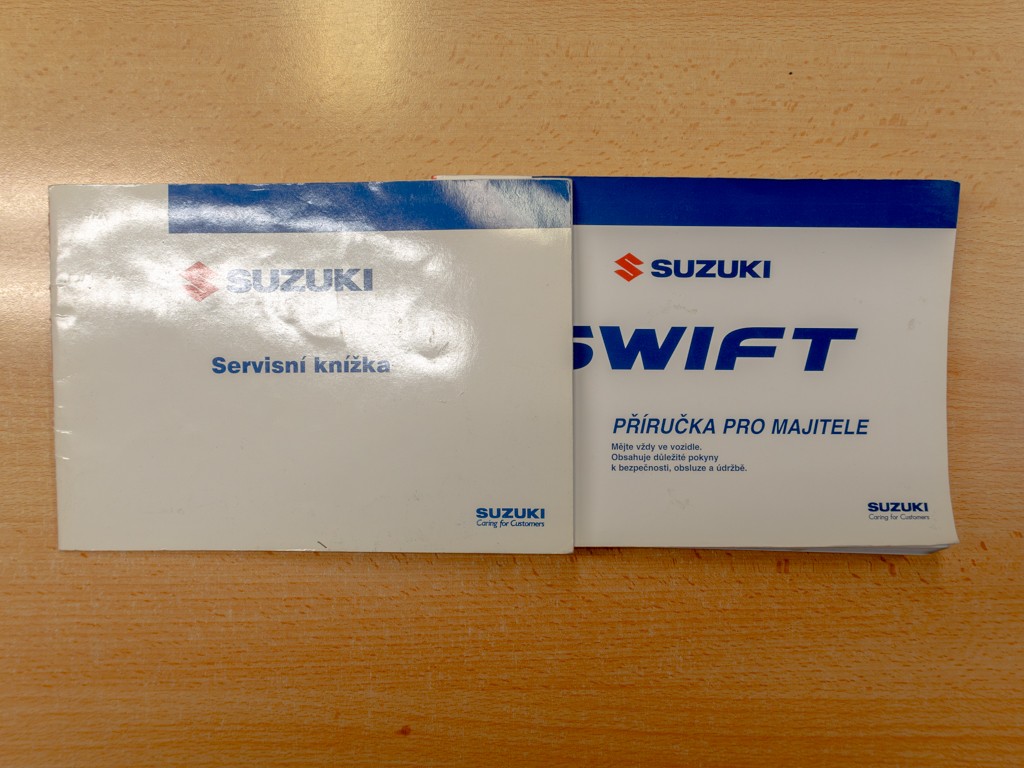 SUZUKI
Servisní knížka
SUZUKI
Caring for Customers
SUZUKI
SWIFT
PŘÍRUČKA PRO MAJITELE
Mějte vždy ve vozidle.
Obsahuje důležité pokyny
k bezpečnosti, obsluze a údržbě.
SUZUKI
Caring for Customers